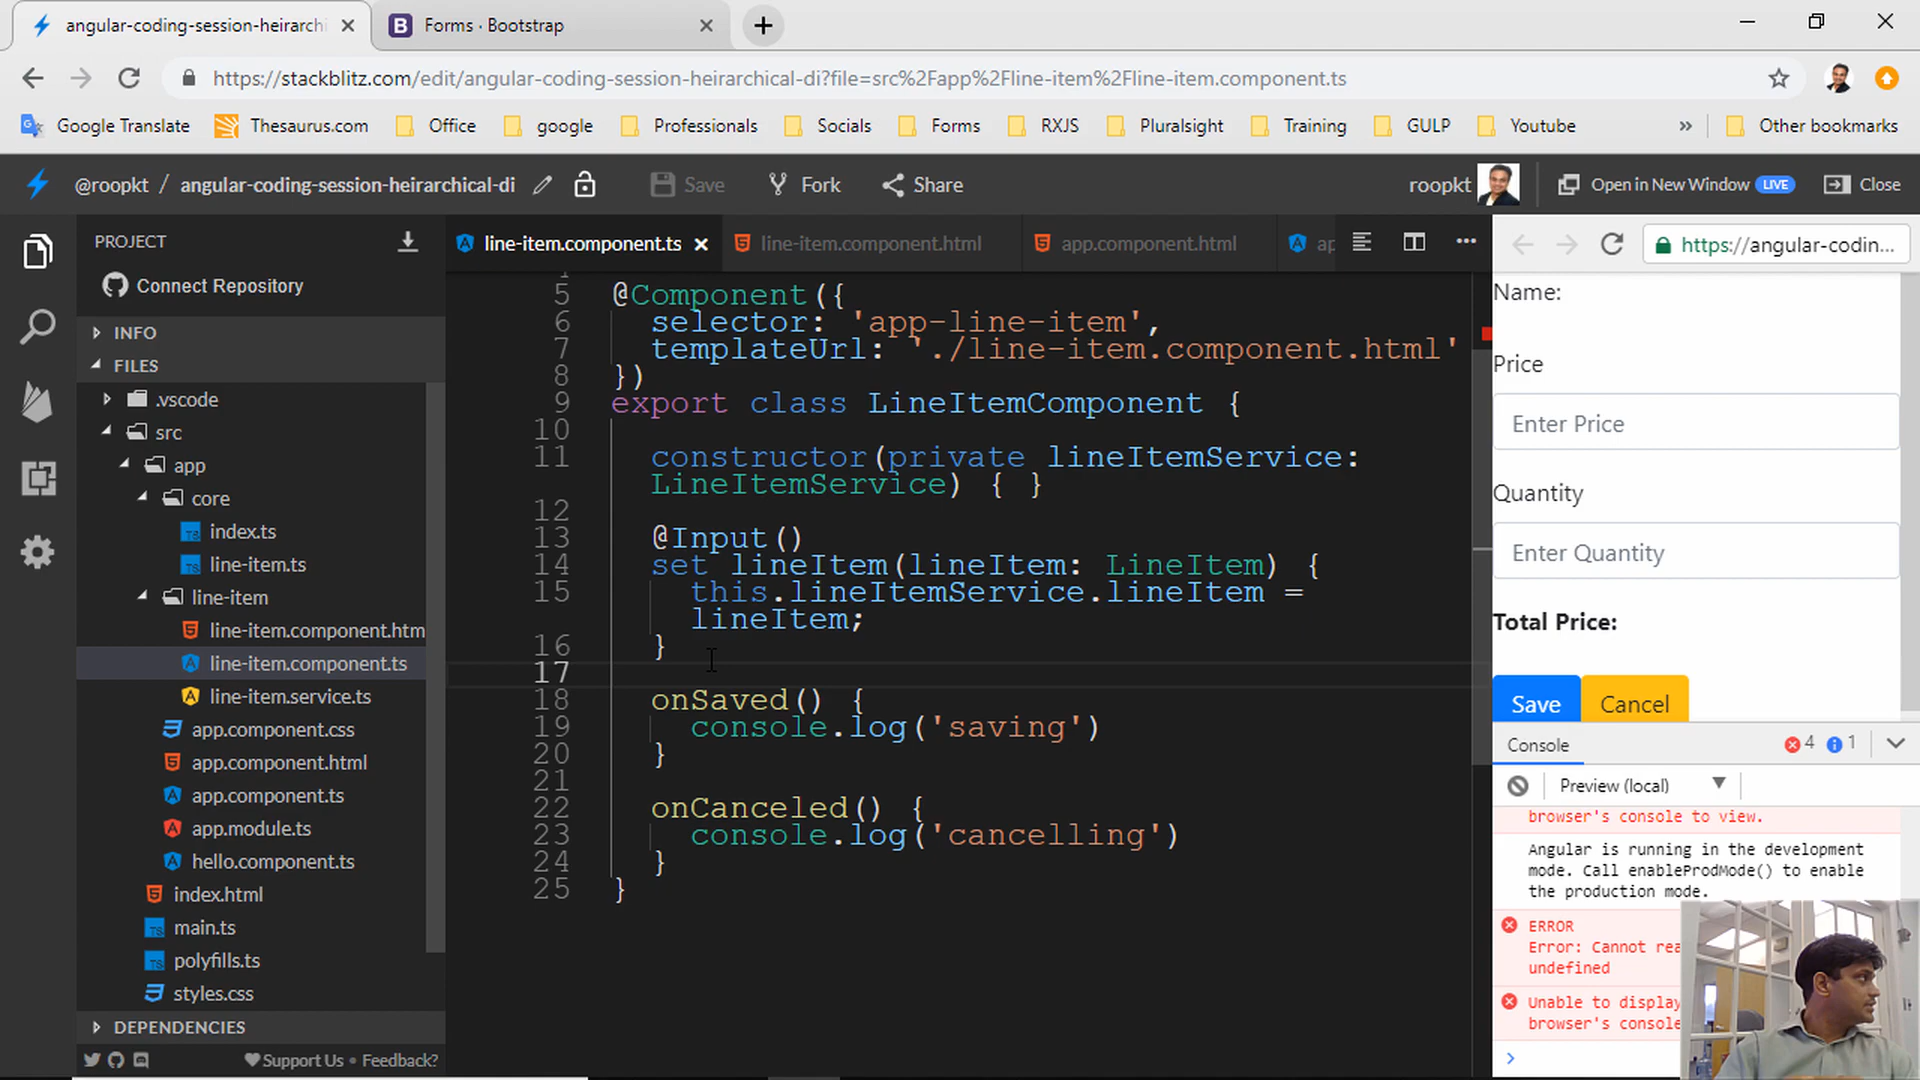 angular-coding-session-heirarchi
Forms · Bootstrap
https://stackblitz.com/edit/angular-coding-session-heirarchical-di?file=src%2Fapp%2Fline-item%2Fline-item.component.ts
Google Translate
Thesaurus.com
Office
google
Professionals
Socials
Forms
RXJS
Pluralsight
Training
GULP
Youtube
»
Other bookmarks
@roopkt / angular-coding-session-heirarchical-di
Save
Fork
Share
roopkt
Open in New Window LIVE
Close
PROJECT
Connect Repository
INFO
FILES
.vscode
src
app
core
index.ts
line-item.ts
line-item
line-item.component.htm
line-item.component.ts
line-item.service.ts
app.component.css
app.component.html
app.component.ts
app.module.ts
hello.component.ts
index.html
main.ts
polyfills.ts
styles.css
DEPENDENCIES
Support Us • Feedback?
line-item.component.ts
line-item.component.html
app.component.html
ap
5 @Component({
6 selector: 'app-line-item',
7 templateUrl: './line-item.component.html'
8 })
9 export class LineItemComponent {
10
11 constructor(private lineItemService:
LineItemService) { }
12
13 @Input()
14 set lineItem(lineItem: LineItem) {
15 this.lineItemService.lineItem =
lineItem;
16 }
17
18 onSaved() {
19 console.log('saving')
20 }
21
22 onCanceled() {
23 console.log('cancelling')
24 }
25 }
https://angular-codin...
Name:
Price
Enter Price
Quantity
Enter Quantity
Total Price:
Save
Cancel
Console
4
1
Preview (local)
browser's console to view.
Angular is running in the development
mode. Call enableProdMode() to enable
the production mode.
ERROR
Error: Cannot rea
undefined
Unable to display
browser's console